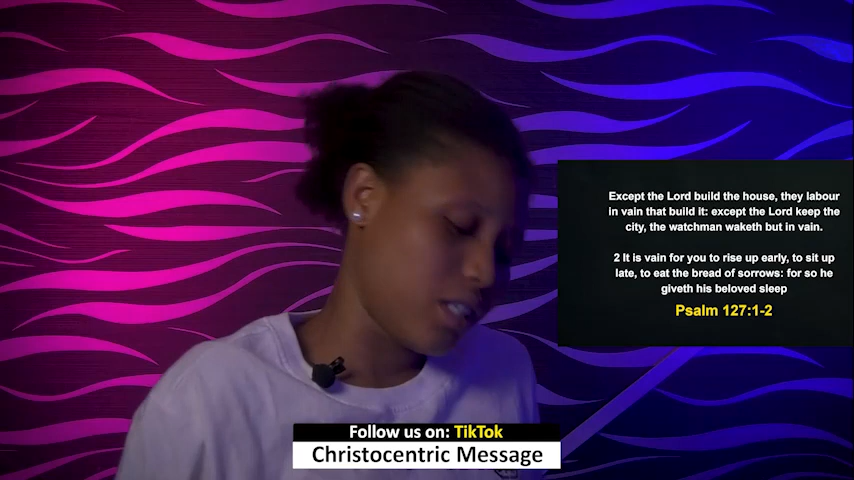 Except the Lord build the house, they labour
in vain that build it: except the Lord keep the
city, the watchman waketh but in vain.
2 It is vain for you to rise up early, to sit up
late, to eat the bread of sorrows: for so he
giveth his beloved sleep
Psalm 127:1-2
Follow us on: TikTok
Christocentric Message